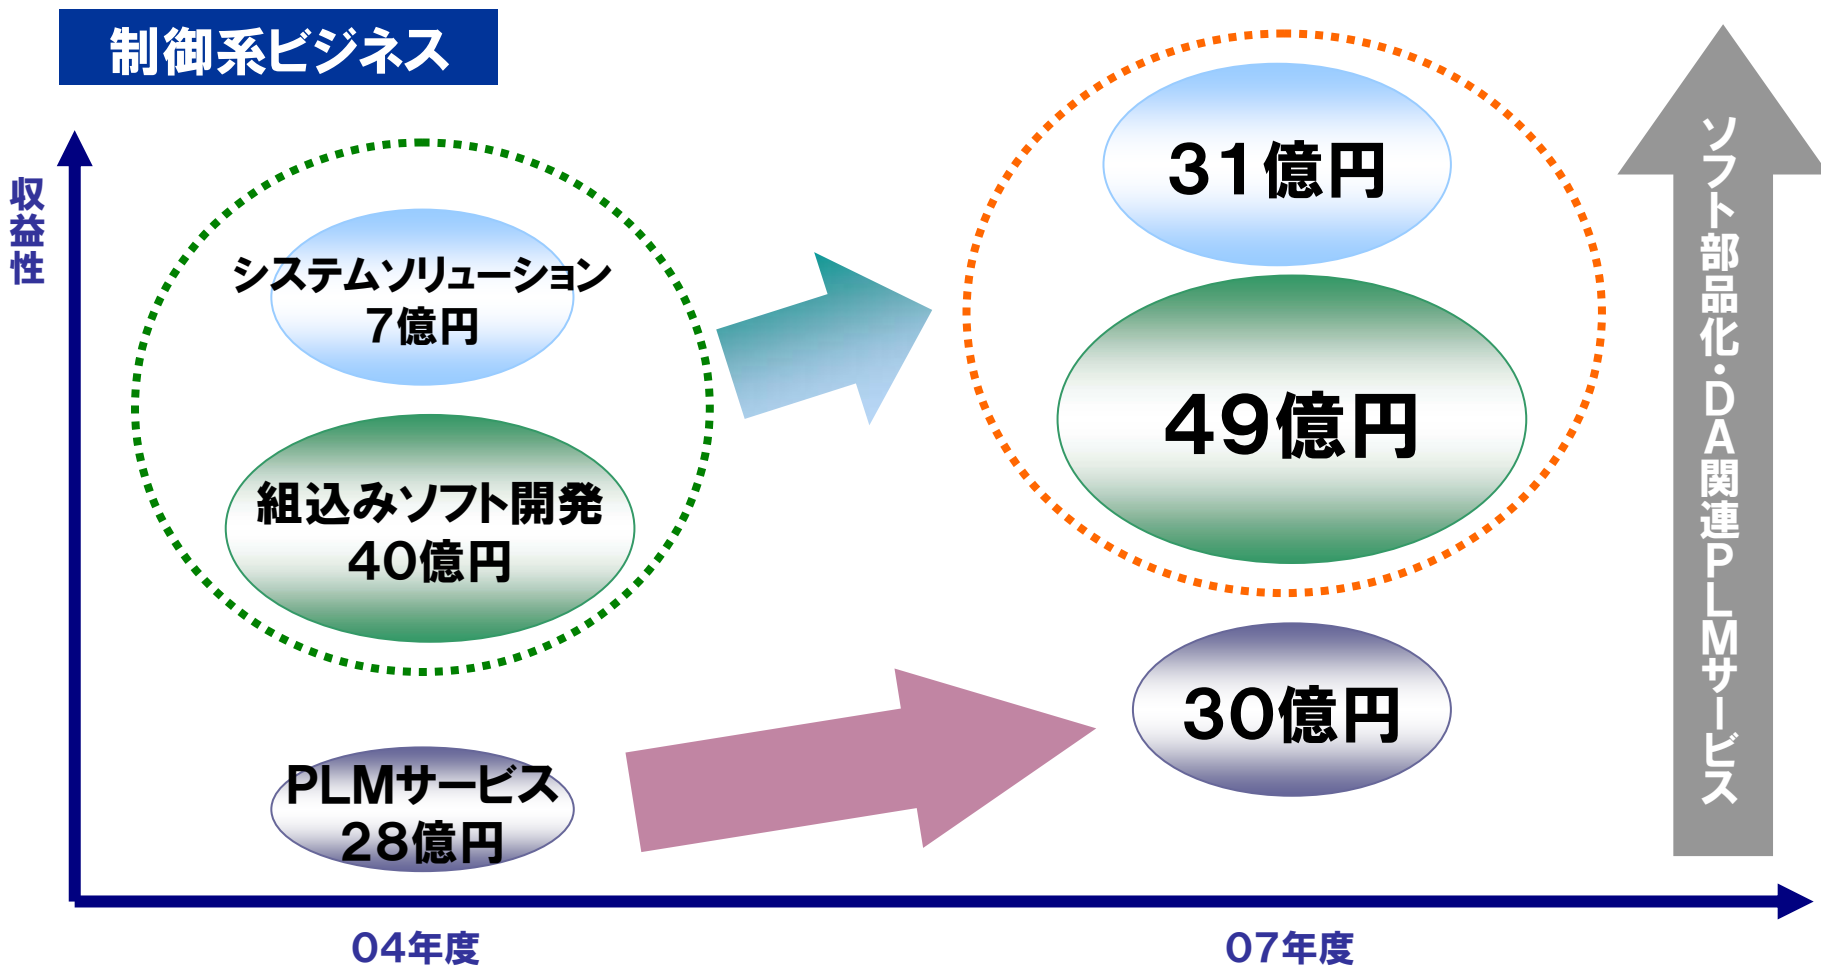 制御系ビジネス
収益性
システムソリューション
7億円
組込みソフト開発
40億円
PLMサービス
28億円
31億円
49億円
30億円
ソフト部品化・DA関連PLMサービス
04年度
07年度